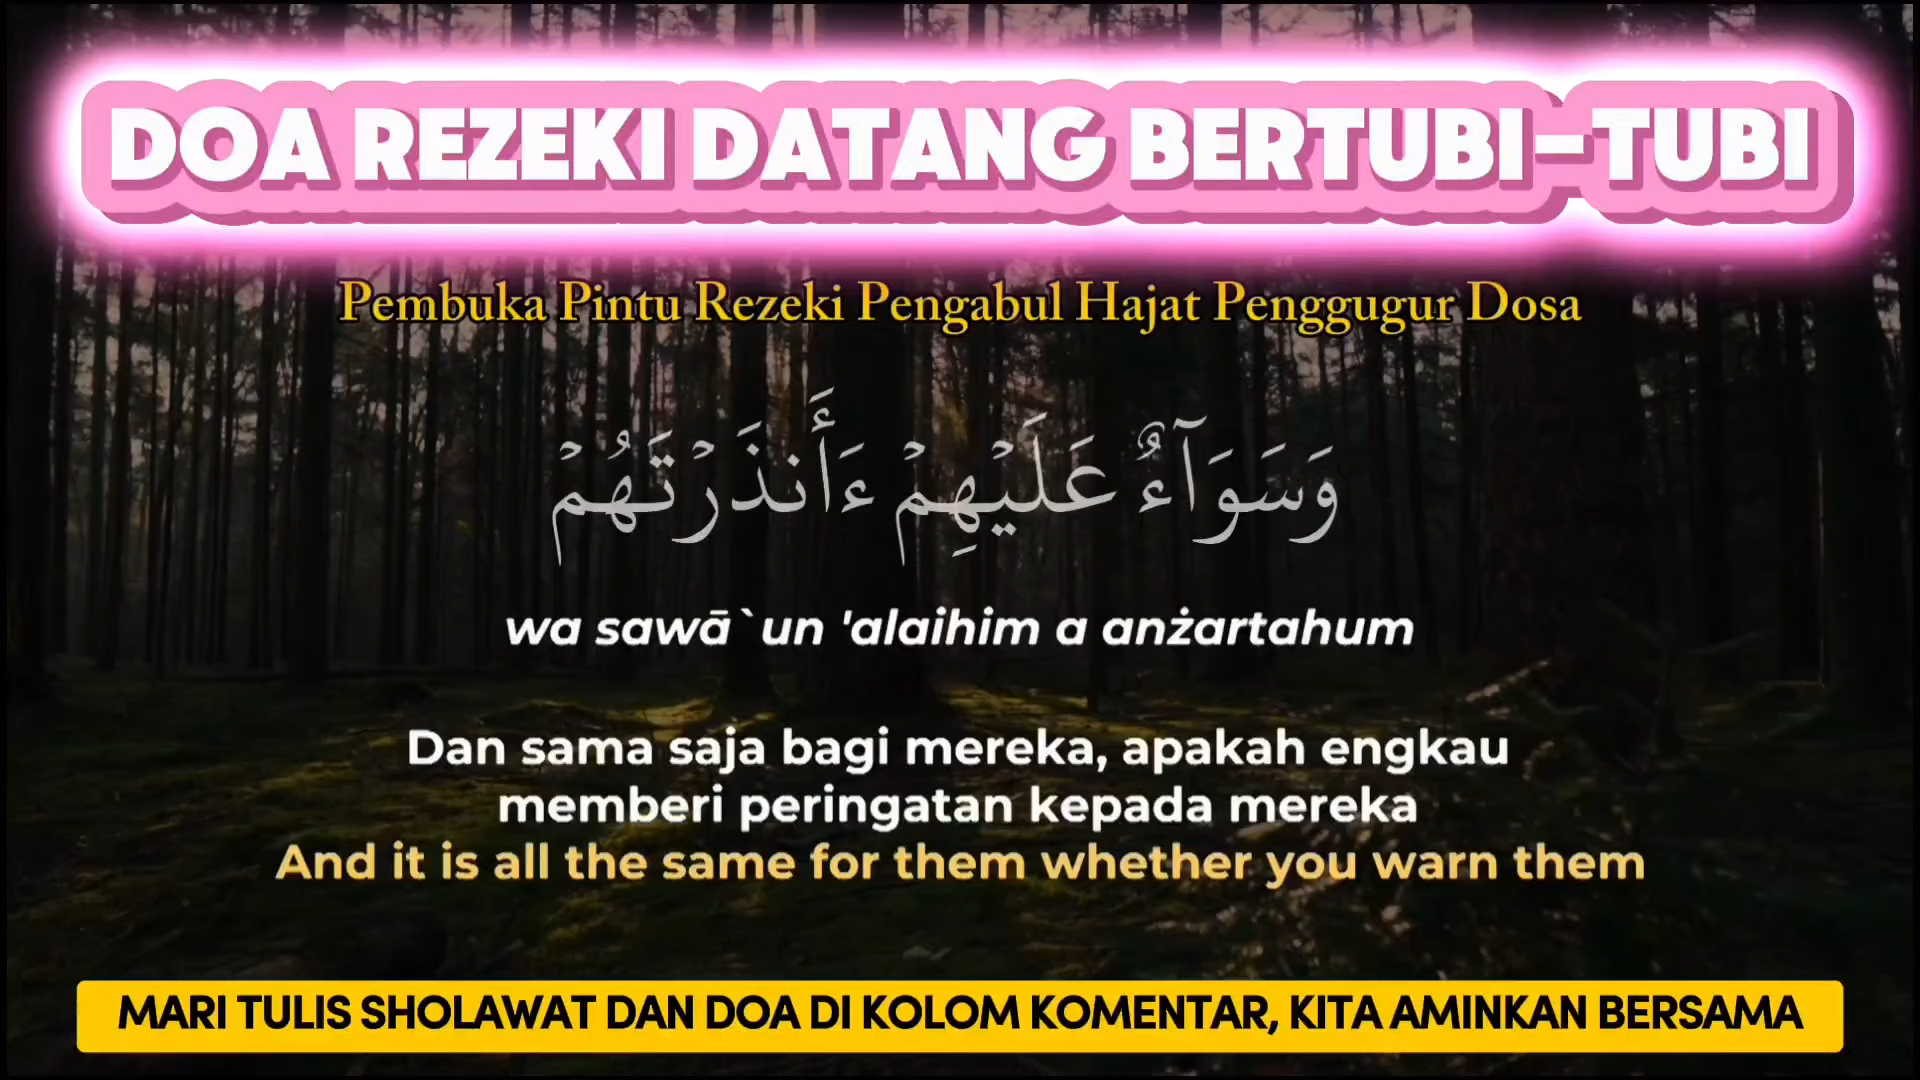 DOA REZEKI DATANG BERTUBI-TUBI
Pembuka Pintu Rezeki Pengabul Hajat Penggugur Dosa
وَسَوَآءٌ عَلَيْهِمْ ءَأَنذَرْتَهُمْ
wa sawā`un 'alaihim a anżartahum
Dan sama saja bagi mereka, apakah engkau
memberi peringatan kepada mereka
And it is all the same for them whether you warn them
MARI TULIS SHOLAWAT DAN DOA DI KOLOM KOMENTAR, KITA AMINKAN BERSAMA